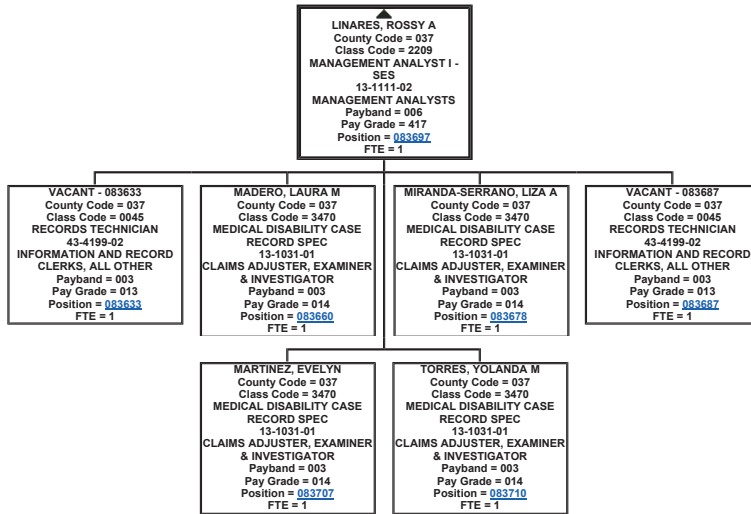 LINARES, ROSSY A
County Code = 037
Class Code = 2209
MANAGEMENT ANALYST I -
SES
13-1111-02
MANAGEMENT ANALYSTS
Payband = 006
Pay Grade = 417
Position = 083697
FTE = 1
VACANT - 083633
County Code = 037
Class Code = 0045
RECORDS TECHNICIAN
43-4199-02
INFORMATION AND RECORD
CLERKS, ALL OTHER
Payband = 003
Pay Grade = 013
Position = 083633
FTE = 1
MADERO, LAURA M
County Code = 037
Class Code = 3470
MEDICAL DISABILITY CASE
RECORD SPEC
13-1031-01
CLAIMS ADJUSTER, EXAMINER
& INVESTIGATOR
Payband = 003
Pay Grade = 014
Position = 083660
FTE = 1
MIRANDA-SERRANO, LIZA A
County Code = 037
Class Code = 3470
MEDICAL DISABILITY CASE
RECORD SPEC
13-1031-01
CLAIMS ADJUSTER, EXAMINER
& INVESTIGATOR
Payband = 003
Pay Grade = 014
Position = 083678
FTE = 1
VACANT - 083687
County Code = 037
Class Code = 0045
RECORDS TECHNICIAN
43-4199-02
INFORMATION AND RECORD
CLERKS, ALL OTHER
Payband = 003
Pay Grade = 013
Position = 083687
FTE = 1
MARTINEZ, EVELYN
County Code = 037
Class Code = 3470
MEDICAL DISABILITY CASE
RECORD SPEC
13-1031-01
CLAIMS ADJUSTER, EXAMINER
& INVESTIGATOR
Payband = 003
Pay Grade = 014
Position = 083707
FTE = 1
TORRES, YOLANDA M
County Code = 037
Class Code = 3470
MEDICAL DISABILITY CASE
RECORD SPEC
13-1031-01
CLAIMS ADJUSTER, EXAMINER
& INVESTIGATOR
Payband = 003
Pay Grade = 014
Position = 083710
FTE = 1